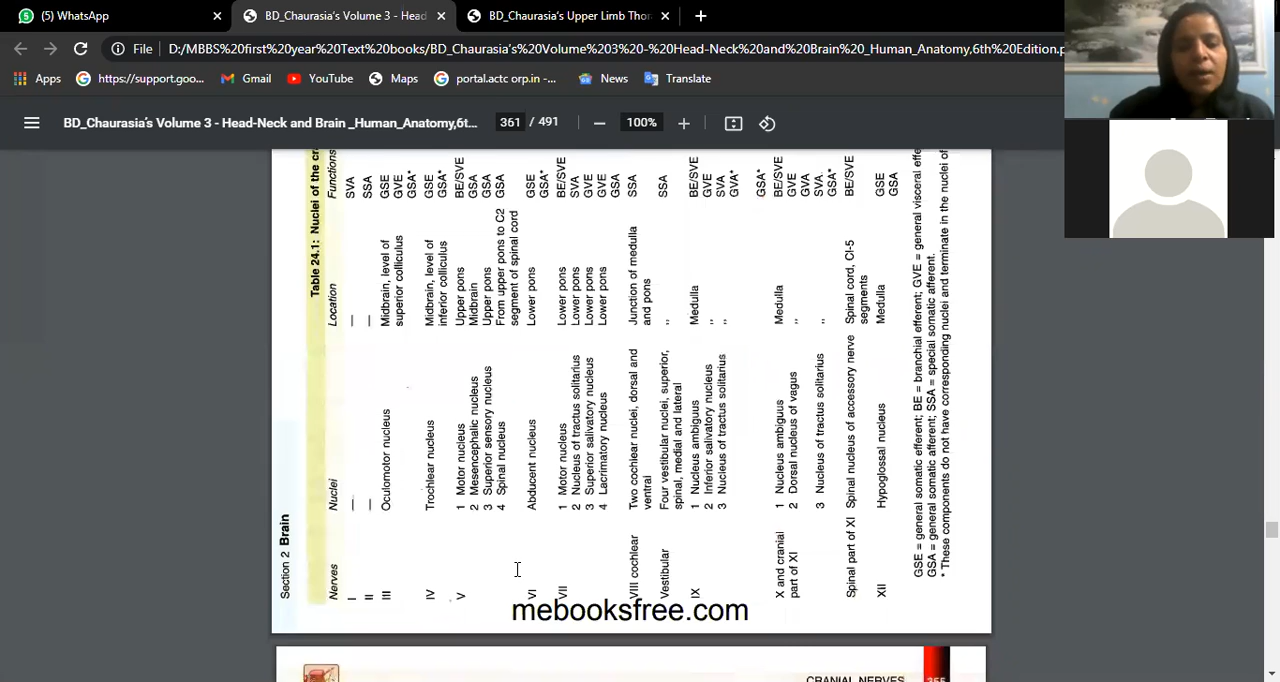 (5) WhatsApp
BD_Chaurasia's Volume 3 - Head
BD_Chaurasia's Upper Limb Thor
File
D:/MBBS%20first%20year%20Text%20books/BD_Chaurasia's%20Volume%203%20-%20Head-Neck%20and%20Brain%20_Human_Anatomy,6th%20Edition.p
Apps
https://support.goo...
Gmail
YouTube
Maps
portal.actc orp.in -...
News
Translate
BD_Chaurasia's Volume 3 - Head-Neck and Brain _Human_Anatomy,6t...
361 / 491
100%
Section 2 Brain
Table 24.1: Nuclei of the cra
Nerves Nuclei Location Functions
I — — SVA
II — — SSA
III Oculomotor nucleus Midbrain, level of GSE
superior colliculus GVE
GSA*
IV Trochlear nucleus Midbrain, level of GSE
inferior colliculus GSA*
V 1 Motor nucleus Upper pons BE/SVE
2 Mesencephalic nucleus Midbrain GSA
3 Superior sensory nucleus Upper pons GSA
4 Spinal nucleus From upper pons to C2 GSA
segment of spinal cord
VI Abducent nucleus Lower pons GSE
GSA*
VII 1 Motor nucleus Lower pons BE/SVE
2 Nucleus of tractus solitarius Lower pons SVA
3 Superior salivatory nucleus Lower pons GVE
4 Lacrimatory nucleus Lower pons GVE
GSA
VIII cochlear Two cochlear nuclei, dorsal and Junction of medulla SSA
ventral and pons
Vestibular Four vestibular nuclei, superior, ,, SSA
spinal, medial and lateral
IX 1 Nucleus ambiguus Medulla BE/SVE
2 Inferior salivary nucleus ,, GVE
3 Nucleus of tractus solitarius ,, SVA
GVA*
GSA*
X and cranial 1 Nucleus ambiguus Medulla BE/SVE
part of XI 2 Dorsal nucleus of vagus ,, GVE
GVA
3 Nucleus of tractus solitarius ,, SVA
GSA*
Spinal part of XI Spinal nucleus of accessory nerve Spinal cord, CI-5 BE/SVE
segments
XII Hypoglossal nucleus Medulla GSE
GSA
GSE = general somatic efferent; BE = branchial efferent; GVE = general visceral effe
GSA = general somatic afferent; SSA = special somatic afferent.
* These components do not have corresponding nuclei and terminate in the nuclei of
mebooksfree.com
CRANIAL NERVES 355